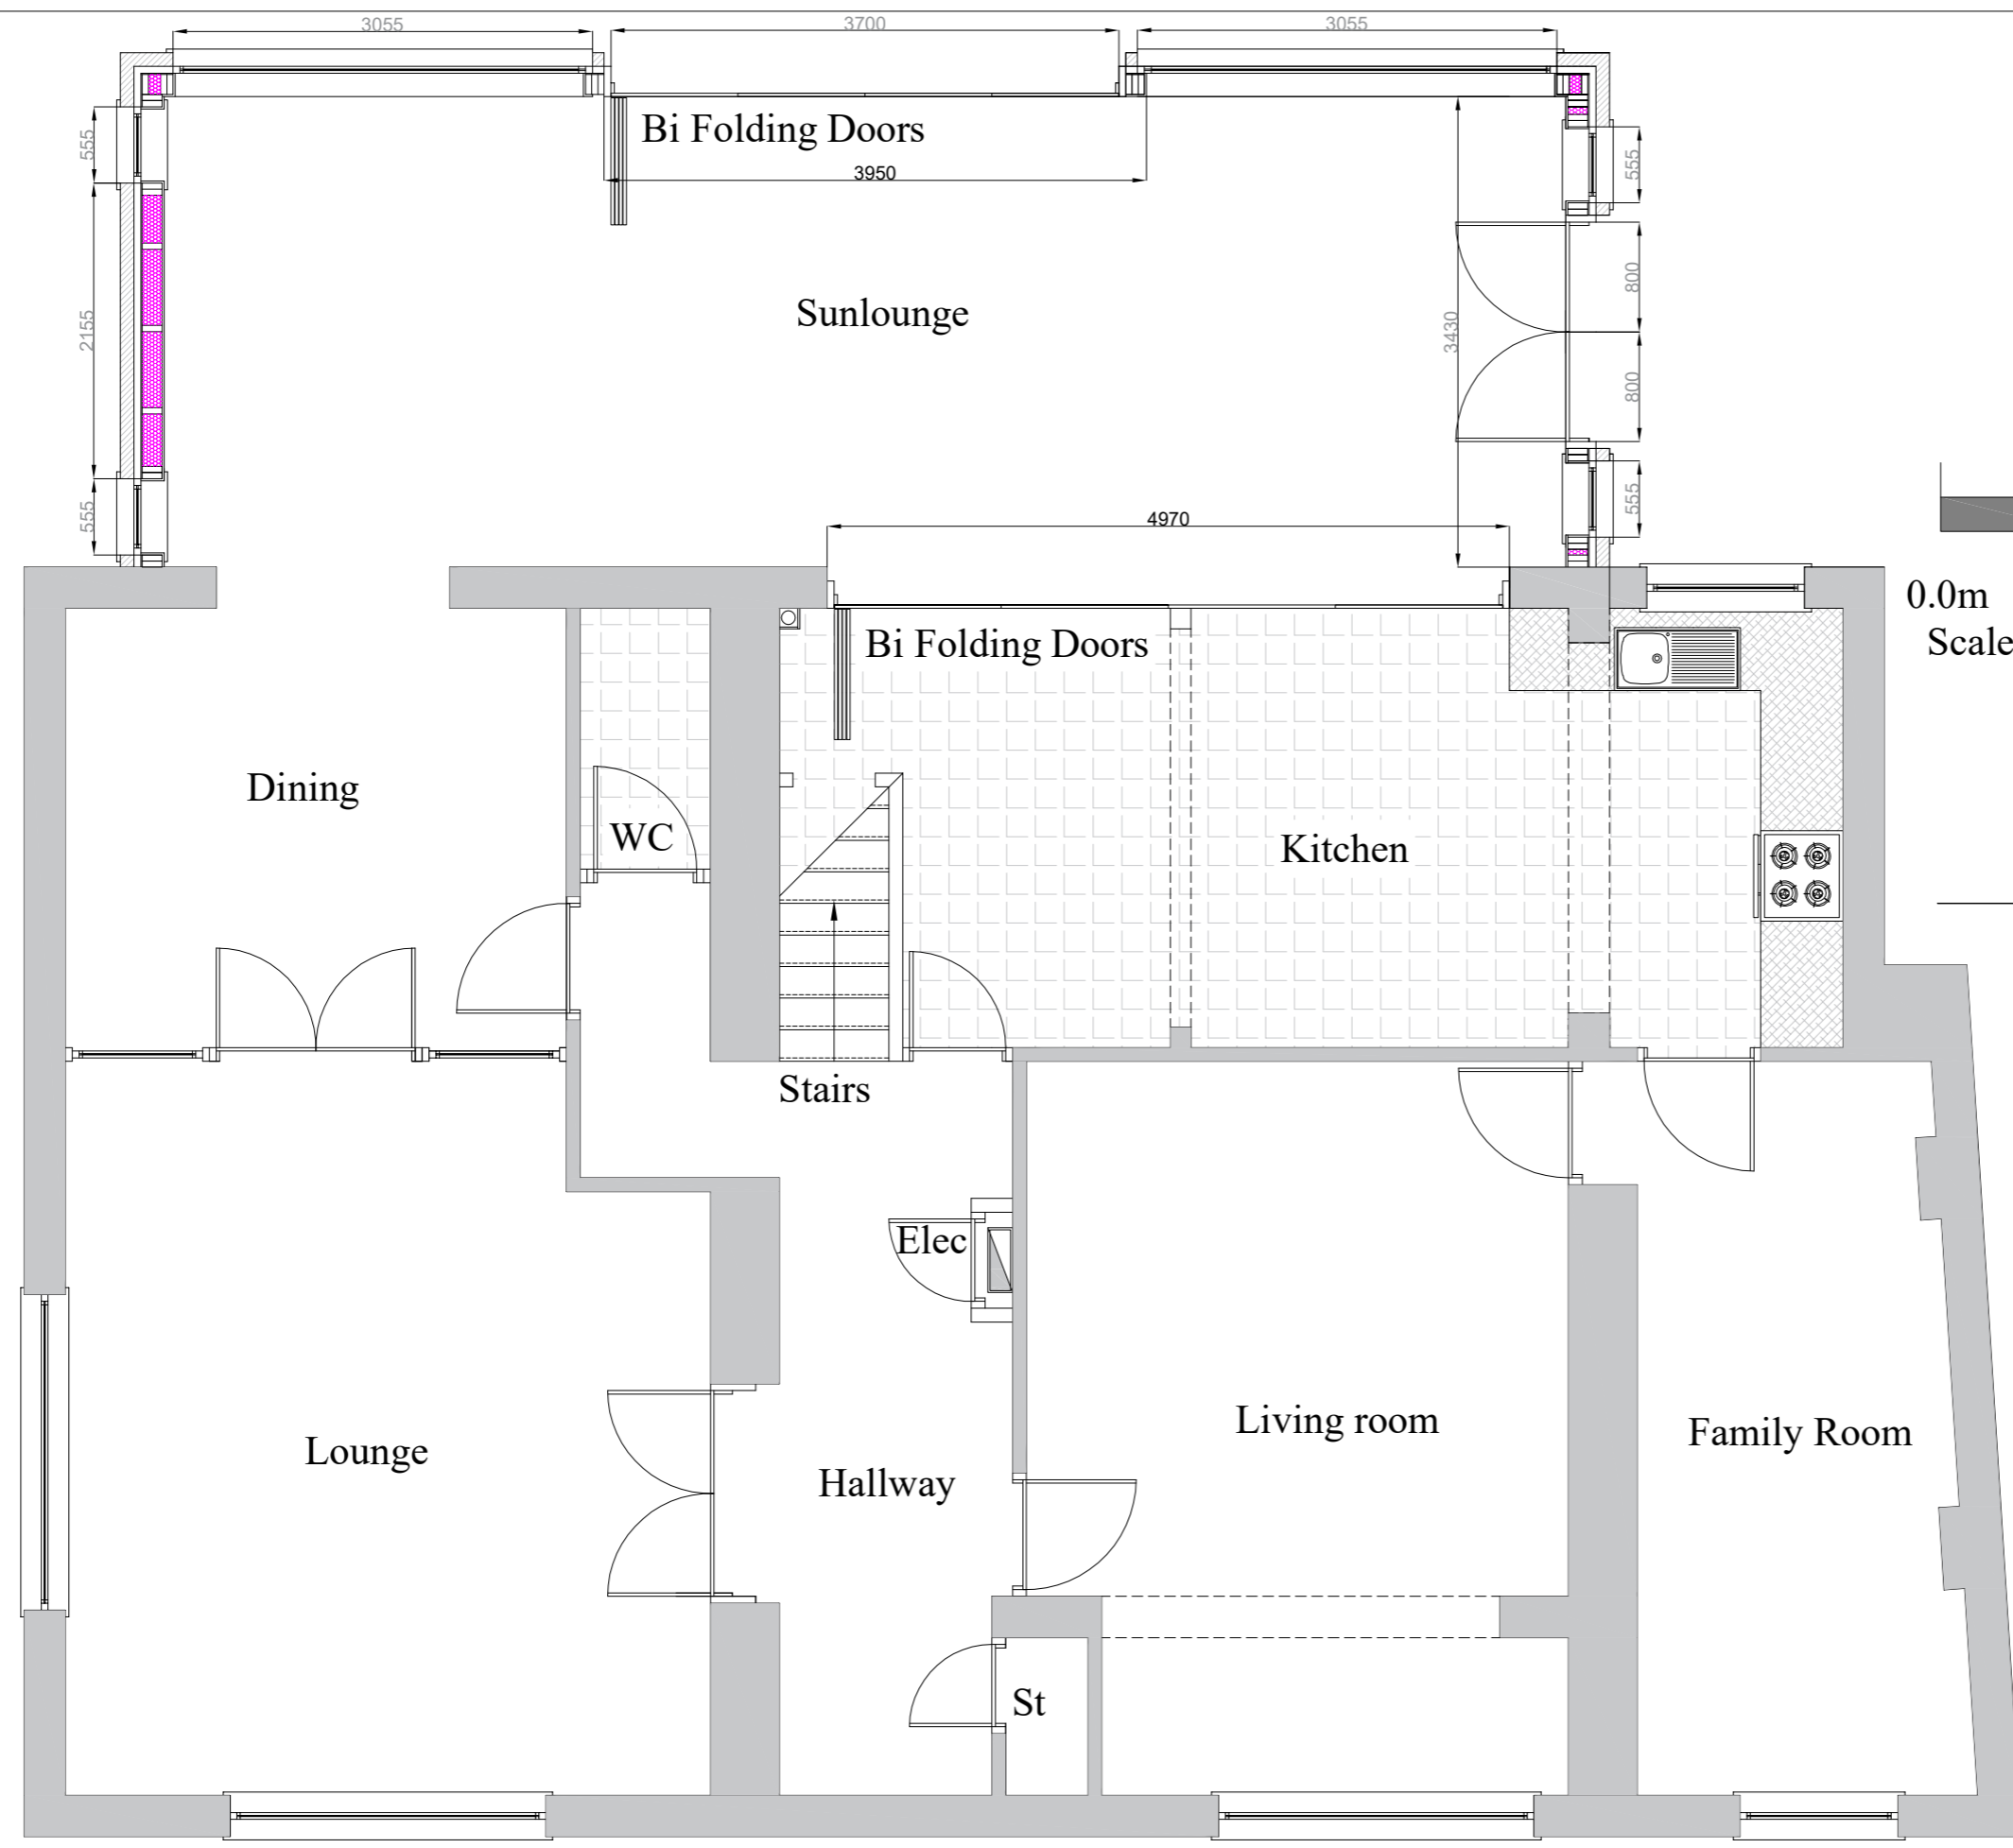 3055
3700
3055
Bi Folding Doors
3950
555
555
2155
Sunlounge
800
3430
800
555
555
4970
0.0m
Scale
Bi Folding Doors
Dining
WC
Kitchen
Stairs
Elec
Living room
Family Room
Lounge
Hallway
St